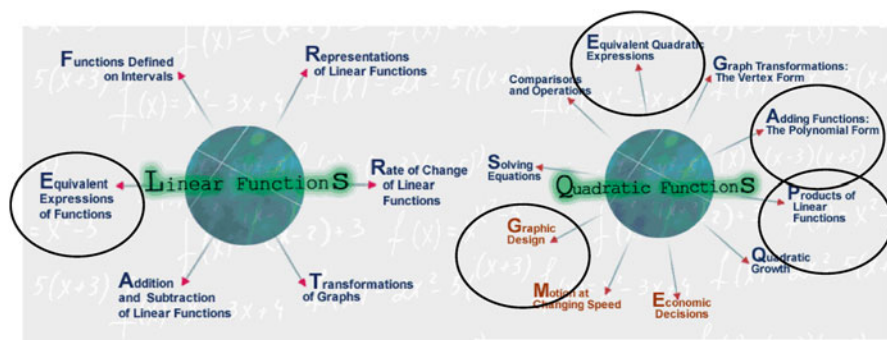 Functions Defined
on Intervals
Representations
of Linear Functions
Equivalent
Expressions
of Functions
Linear Functions
Rate of Change
of Linear
Functions
Addition
and Subtraction
of Linear Functions
Transformations
of Graphs
Equivalent Quadratic
Expressions
Graph Transformations:
The Vertex Form
Comparisons
and Operations
Adding Functions:
The Polynomial Form
Solving
Equations
Quadratic Functions
Products of
Linear
Functions
Graphic
Design
Quadratic
Growth
Motion at
Changing Speed
Economic
Decisions